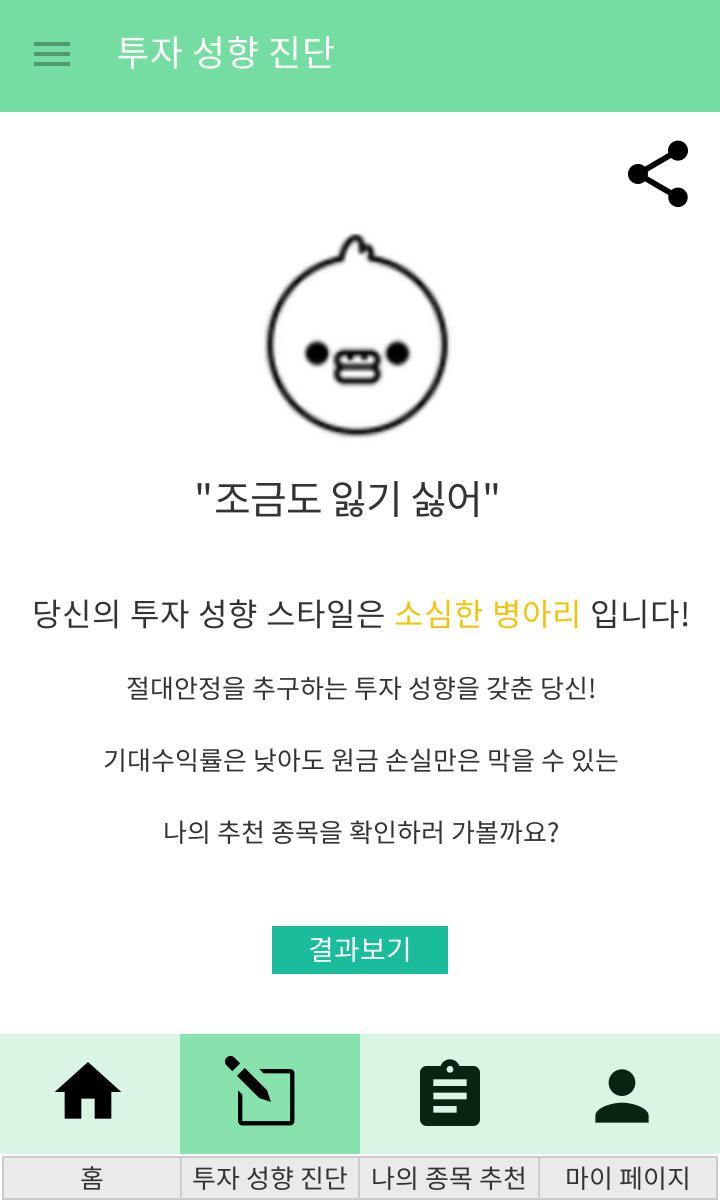 투자 성향 진단
"조금도 잃기 싫어"
당신의 투자 성향 스타일은 소심한 병아리 입니다!
절대안정을 추구하는 투자 성향을 갖춘 당신!
기대수익률은 낮아도 원금 손실만은 막을 수 있는
나의 추천 종목을 확인하러 가볼까요?
결과보기
홈 투자 성향 진단 나의 종목 추천 마이 페이지